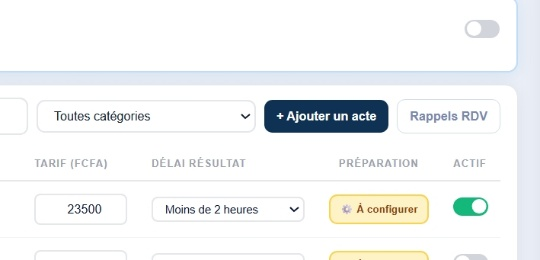 Toutes catégories
+ Ajouter un acte
Rappels RDV
TARIF (FCFA)
DÉLAI RÉSULTAT
PRÉPARATION
ACTIF
23500
Moins de 2 heures
À configurer